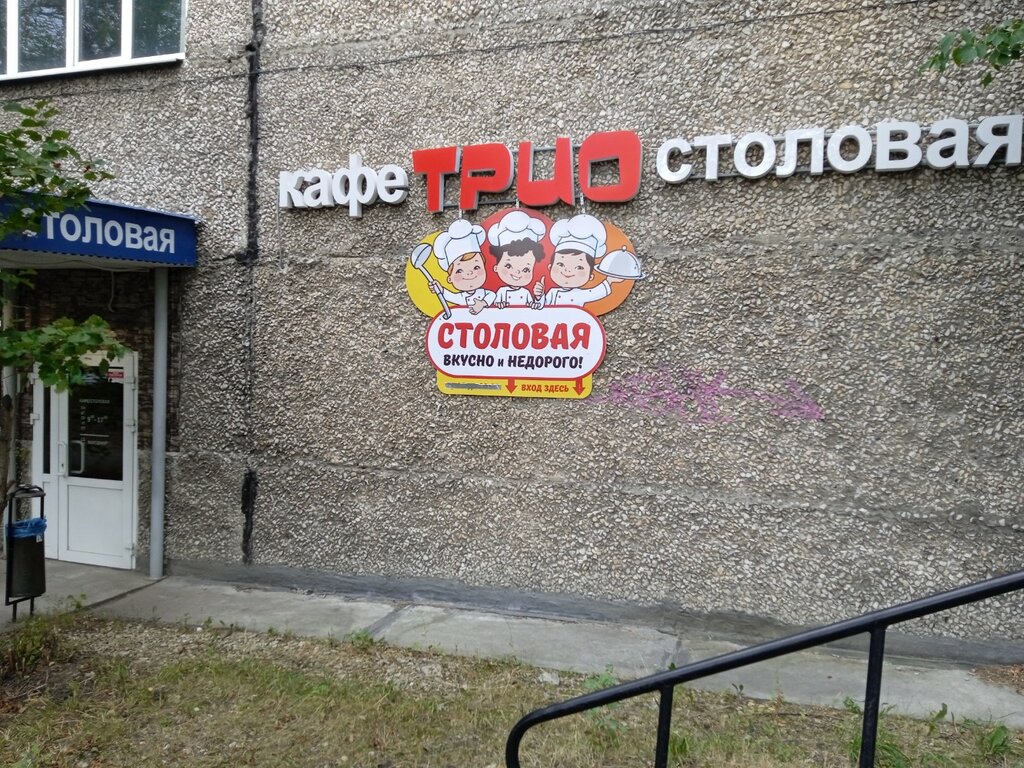 кафе ТРИО столовая
толовая
СТОЛОВАЯ
ВКУСНО и НЕДОРОГО!
ВХОД ЗДЕСЬ